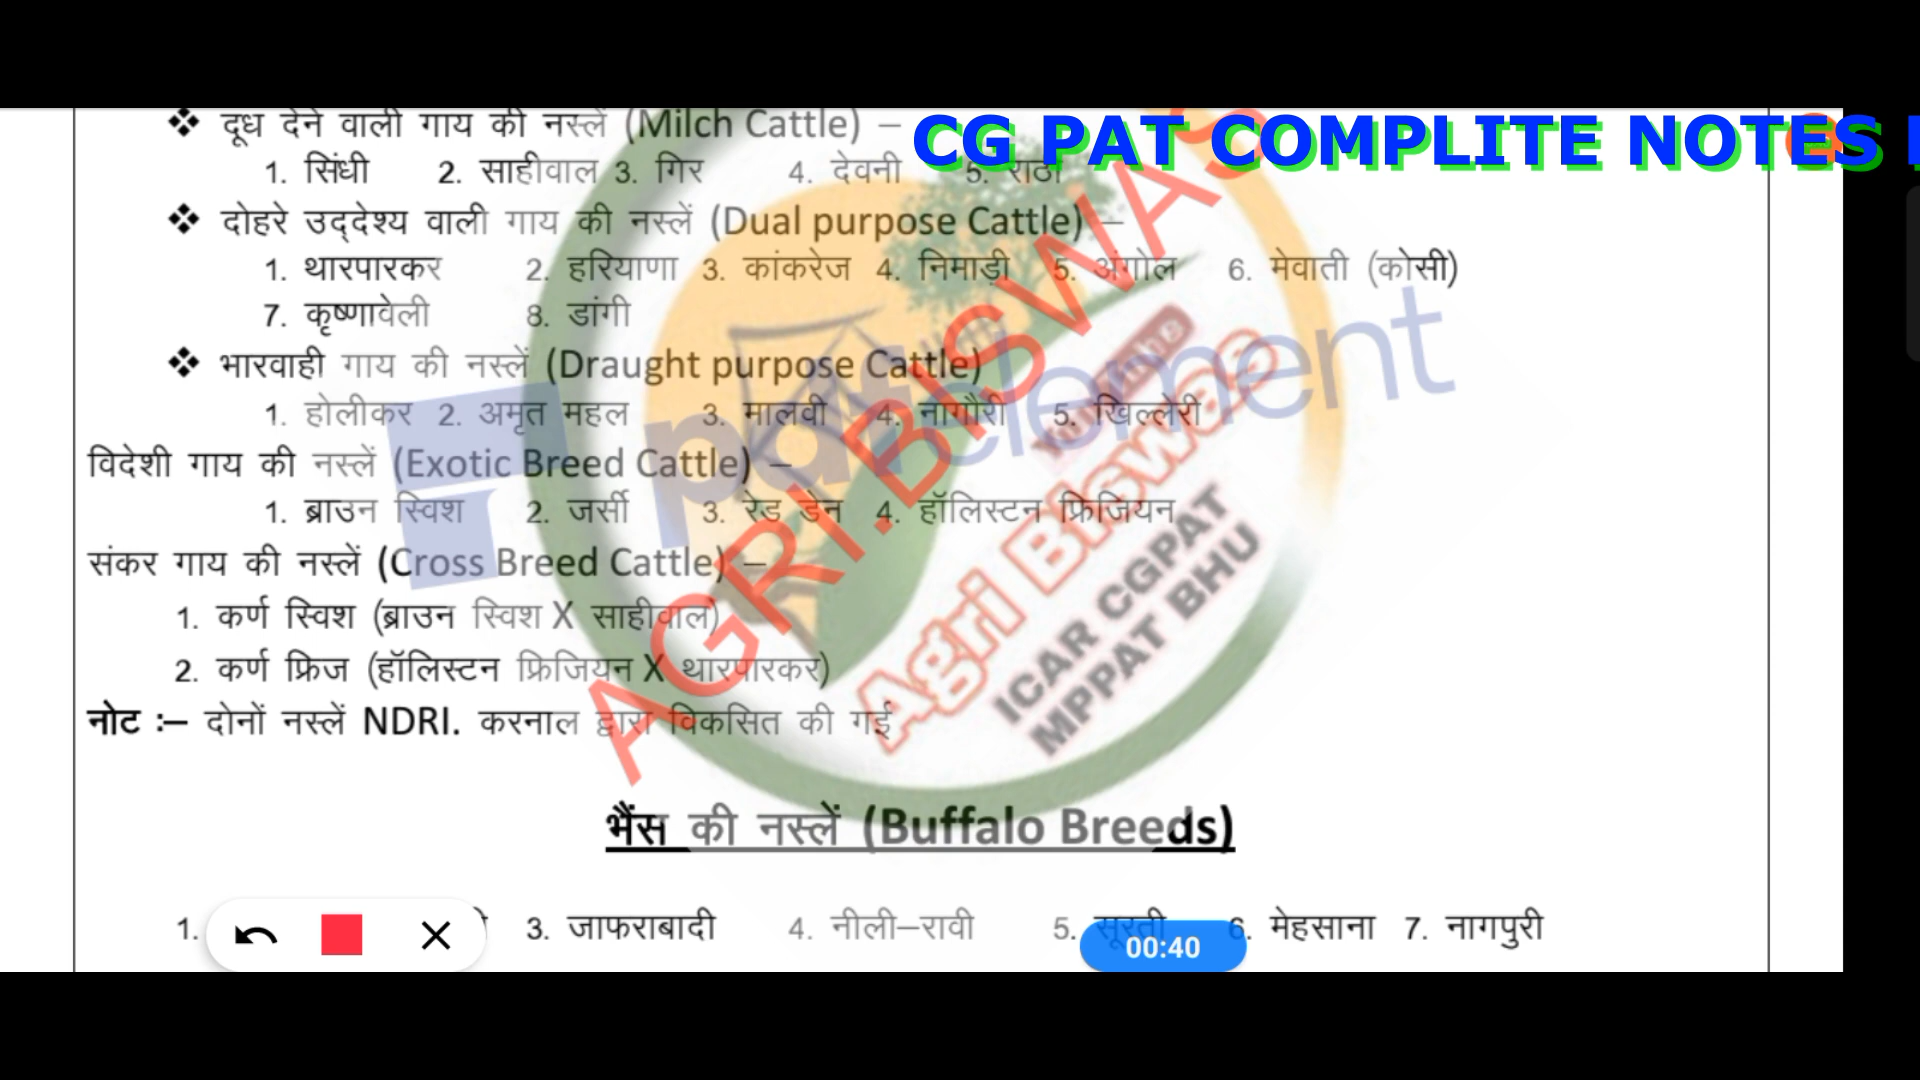 ❖ दूध देने वाली गाय की नस्लें (Milch Cattle) –
CG PAT COMPLITE NOTES
1. सिंधी 2. साहीवाल 3. गिर 4. देवनी 5. राठी
❖ दोहरे उद्देश्य वाली गाय की नस्लें (Dual purpose Cattle) –
1. थारपारकर 2. हरियाणा 3. कांकरेज 4. निमाड़ी 5. अंगोल 6. मेवाती (कोसी)
7. कृष्णावेली 8. डांगी
❖ भारवाही गाय की नस्लें (Draught purpose Cattle)
1. होलीकर 2. अमृत महल 3. मालवी 4. नागौरी 5. खिल्लेरी
विदेशी गाय की नस्लें (Exotic Breed Cattle) –
1. ब्राउन स्विश 2. जर्सी 3. रेड डेन 4. हॉलिस्टन फ्रिजियन
संकर गाय की नस्लें (Cross Breed Cattle) –
1. कर्ण स्विश (ब्राउन स्विश X साहीवाल)
2. कर्ण फ्रिज (हॉलिस्टन फ्रिजियन X थारपारकर)
नोट :– दोनों नस्लें NDRI. करनाल द्वारा विकसित की गई
भैंस की नस्लें (Buffalo Breeds)
1. 3. जाफराबादी 4. नीली–रावी 5. सूरती 6. मेहसाना 7. नागपुरी
00:40
AGRI.BISWAS
pdfelement
Agri Biswas
ICAR CGPAT
MPPAT BHU